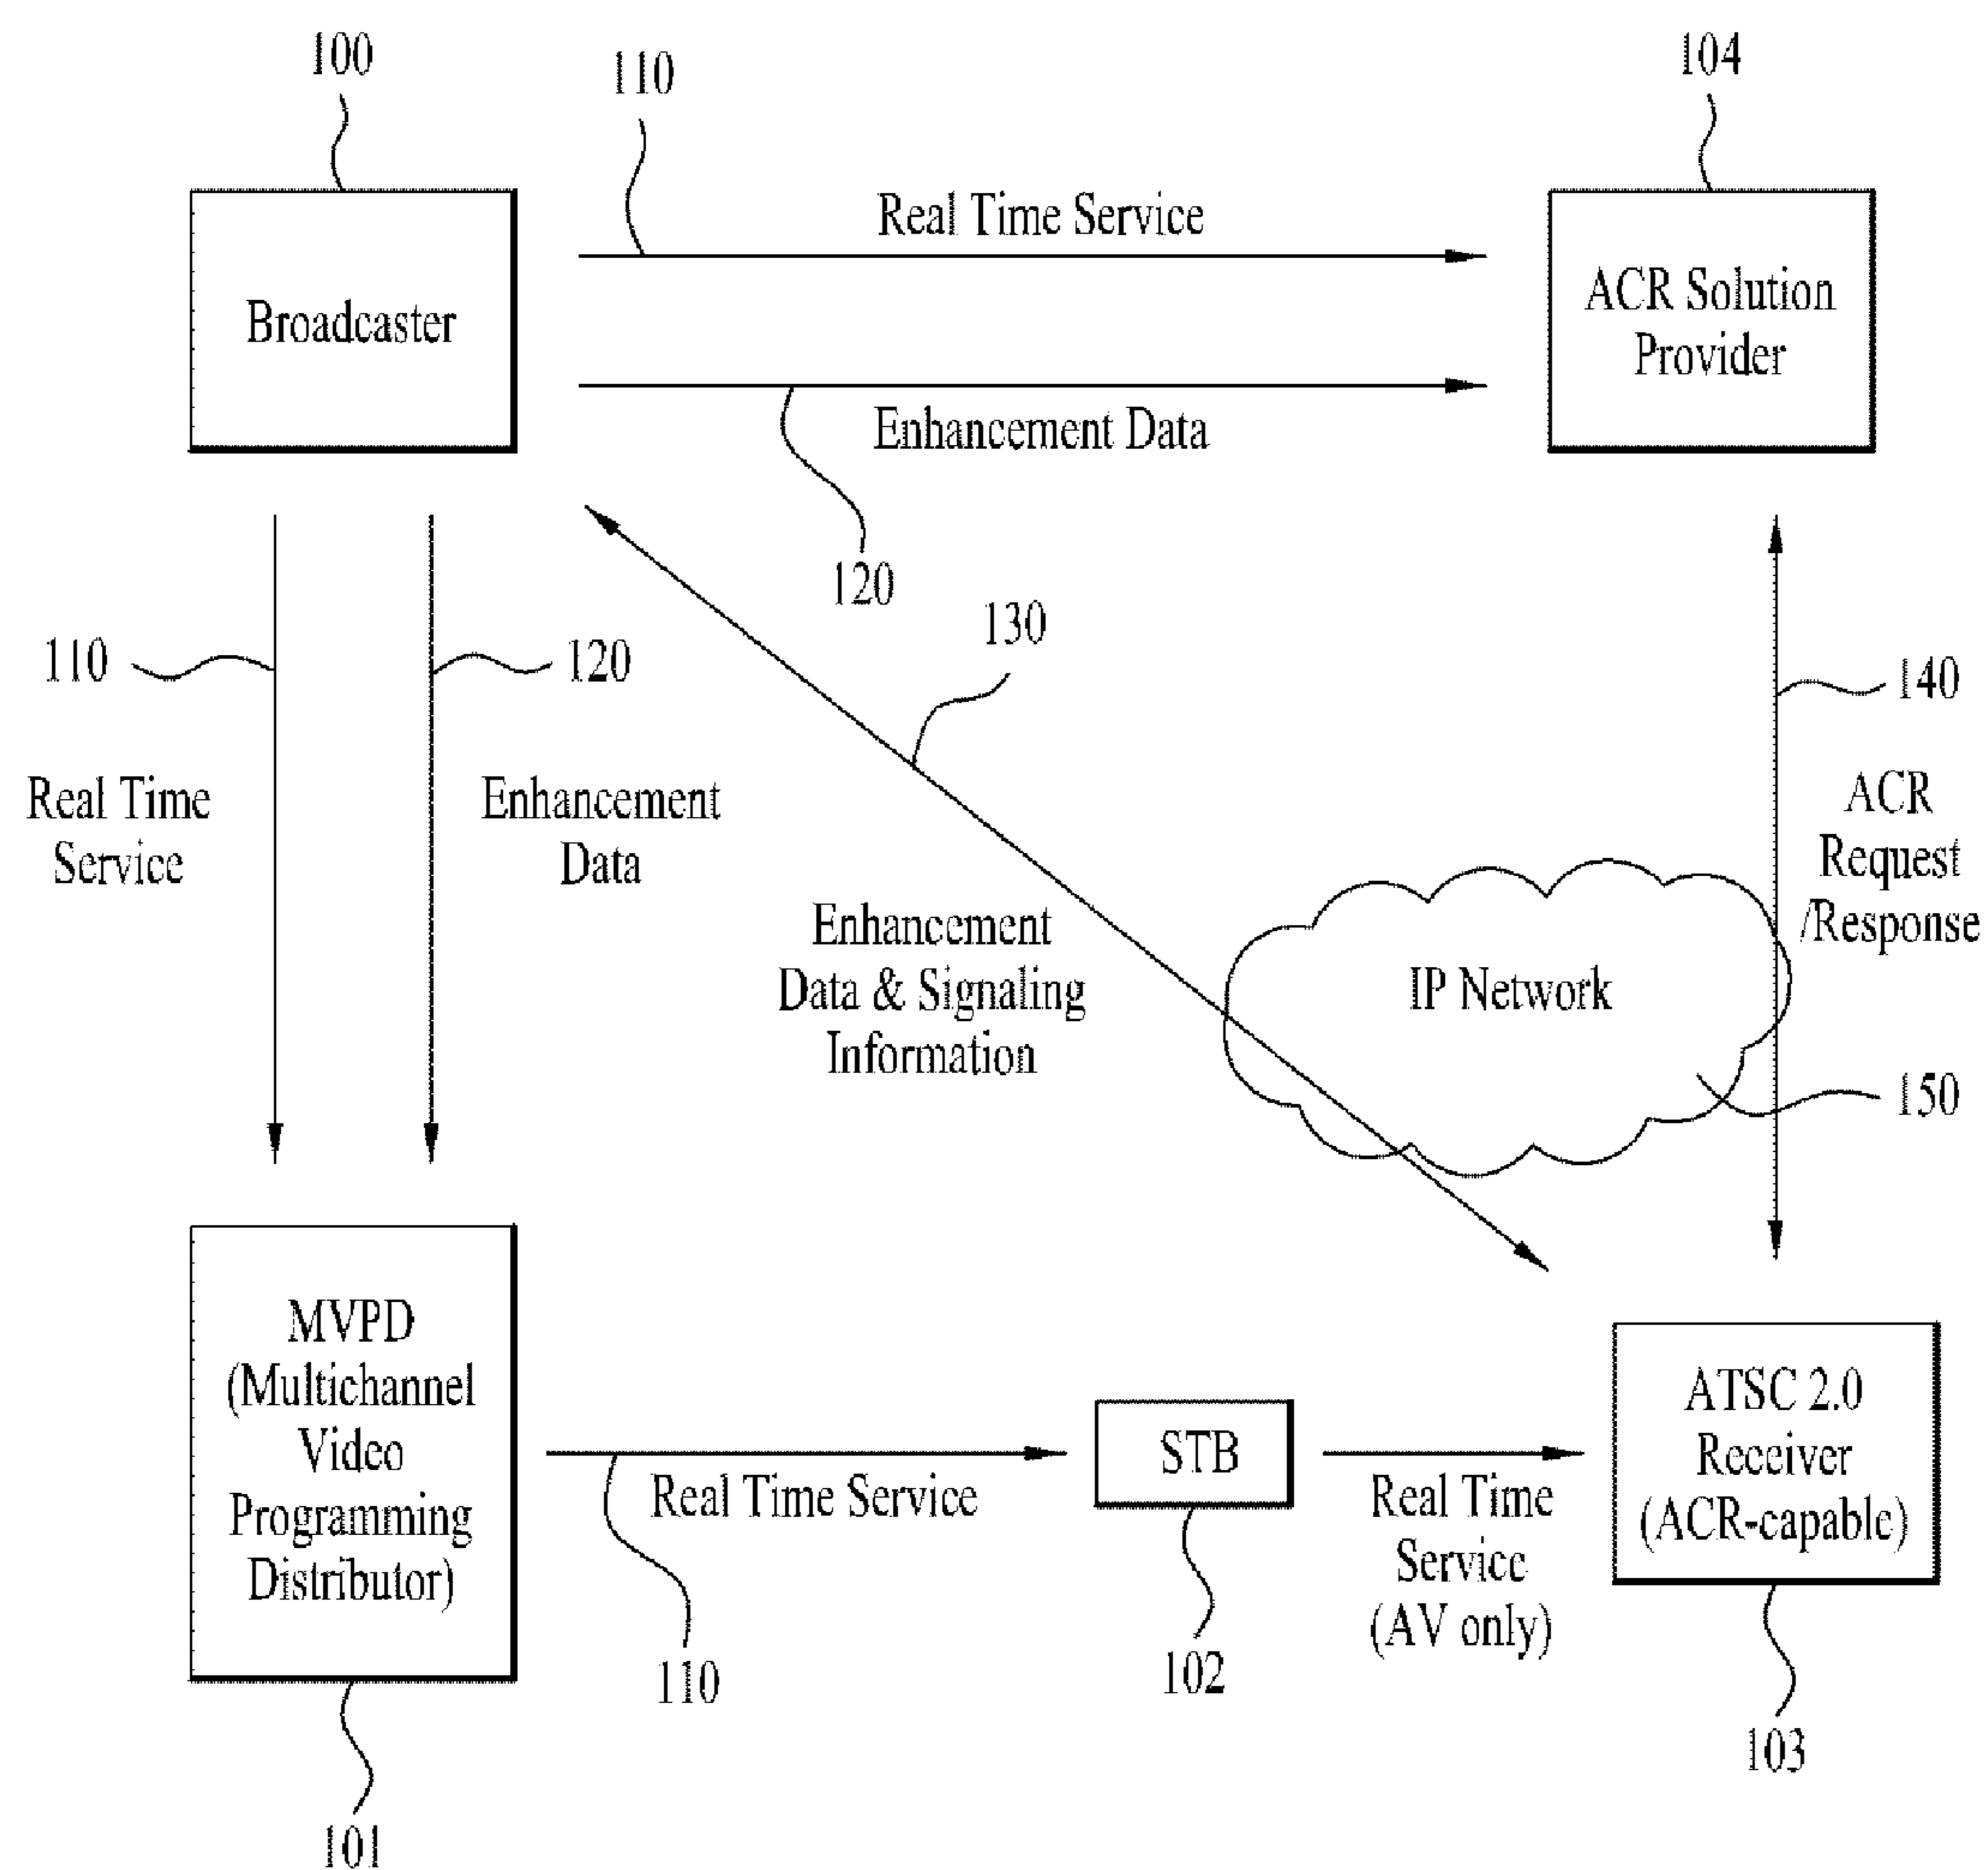 100
110
104
Real Time Service
Broadcaster
ACR Solution
Provider
Enhancement Data
120
130
110
120
140
Real Time
Service
Enhancement
Data
ACR
Request
/Response
Enhancement
Data & Signaling
Information
IP Network
150
MVPD
(Multichannel
Video
Programming
Distributor)
Real Time Service
STB
Real Time
Service
(AV only)
ATSC 2.0
Receiver
(ACR-capable)
110
102
103
101